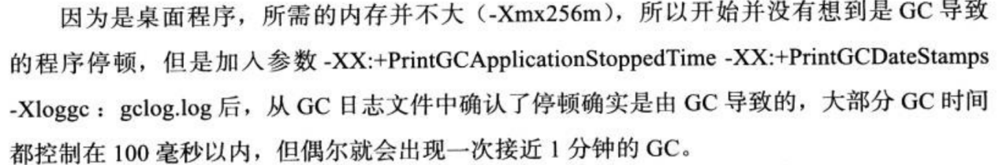 因为是桌面程序，所需的内存并不大（-Xmx256m），所以开始并没有想到是 GC 导致
的程序停顿，但是加入参数 -XX:+PrintGCApplicationStoppedTime -XX:+PrintGCDateStamps
-Xloggc：gclog.log 后，从 GC 日志文件中确认了停顿确实是由 GC 导致的，大部分 GC 时间
都控制在 100 毫秒以内，但偶尔就会出现一次接近 1 分钟的 GC。